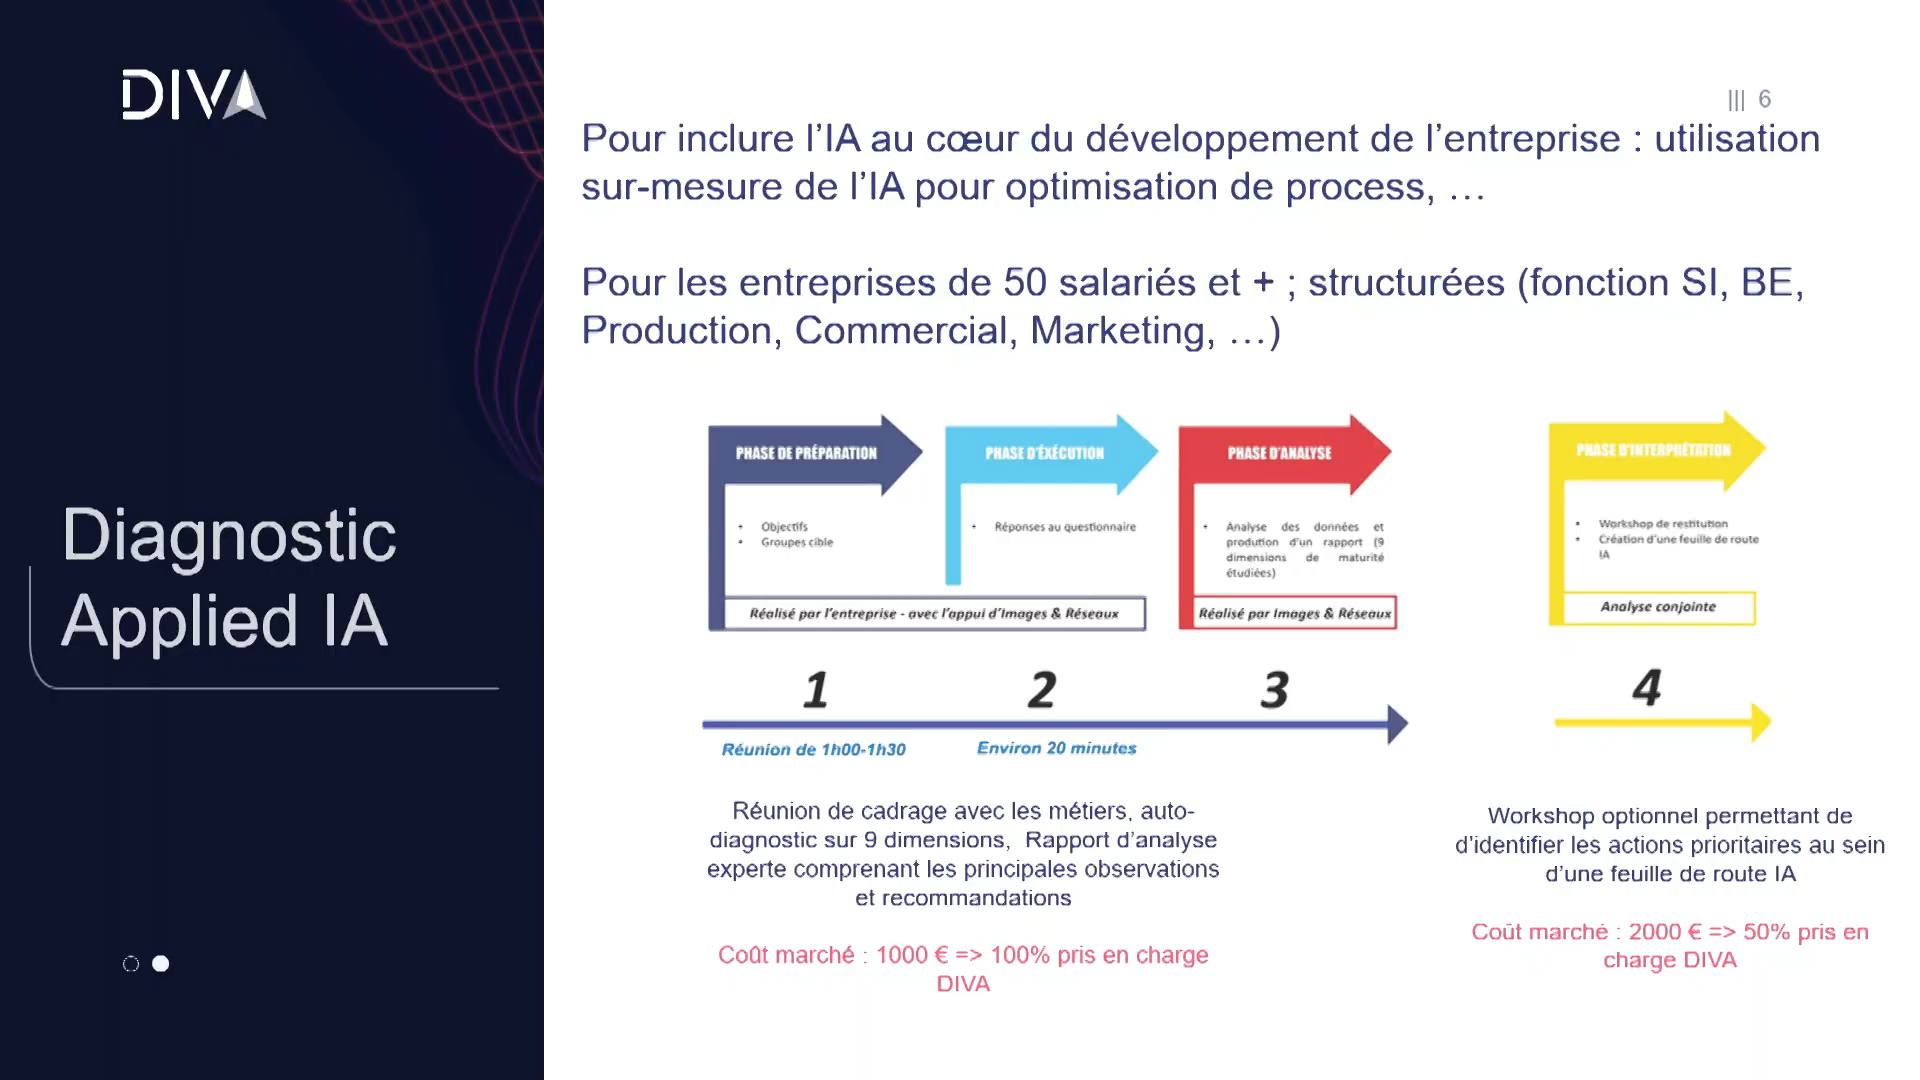 DIVA
Diagnostic
Applied IA
||| 6
Pour inclure l’IA au cœur du développement de l’entreprise : utilisation
sur-mesure de l’IA pour optimisation de process, …
Pour les entreprises de 50 salariés et + ; structurées (fonction SI, BE,
Production, Commercial, Marketing, …)
PHASE DE PRÉPARATION
• Objectifs
• Groupes cible
PHASE D'ÉXÉCUTION
• Réponses au questionnaire
Réalisé par l'entreprise - avec l'appui d'Images & Réseaux
PHASE D'ANALYSE
• Analyse des données et
prodution d'un rapport (9
dimensions de maturité
étudiées)
Réalisé par Images & Réseaux
PHASE D'INTERPRÉTATION
• Workshop de restitution
• Création d'une feuille de route
IA
Analyse conjointe
1
2
3
4
Réunion de 1h00-1h30
Environ 20 minutes
Réunion de cadrage avec les métiers, auto-
diagnostic sur 9 dimensions, Rapport d’analyse
experte comprenant les principales observations
et recommandations
Coût marché : 1000 € => 100% pris en charge
DIVA
Workshop optionnel permettant de
d’identifier les actions prioritaires au sein
d’une feuille de route IA
Coût marché : 2000 € => 50% pris en
charge DIVA